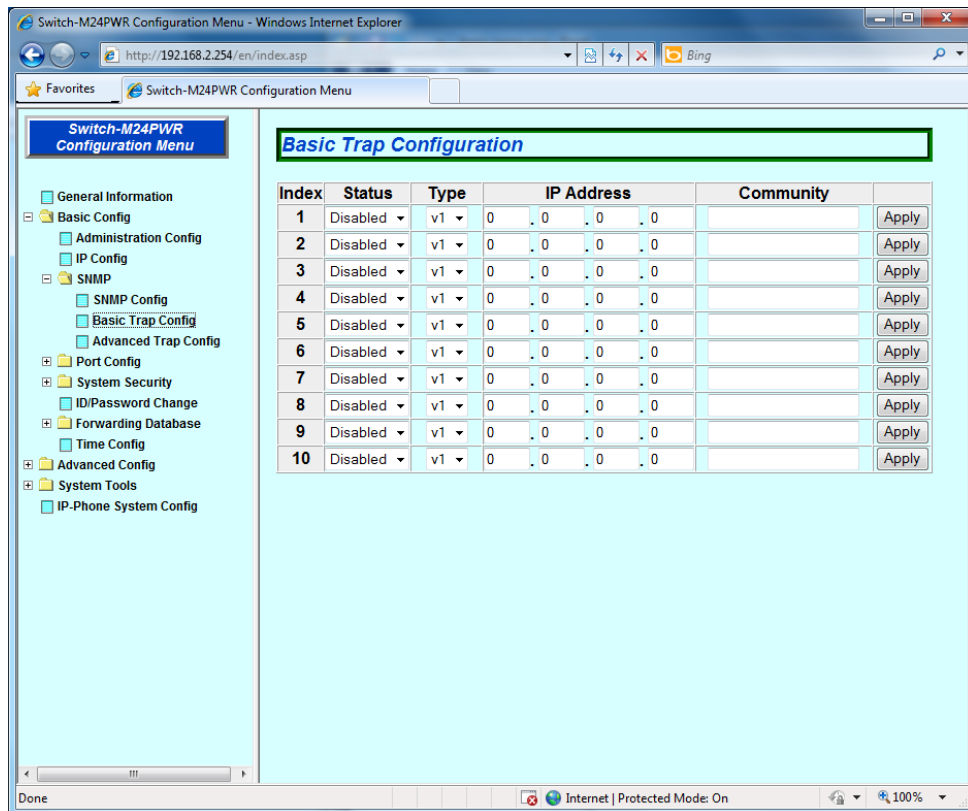 Switch-M24PWR Configuration Menu - Windows Internet Explorer
http://192.168.2.254/en/index.asp
Bing
Favorites
Switch-M24PWR Configuration Menu
Switch-M24PWR
Configuration Menu
General Information
Basic Config
Administration Config
IP Config
SNMP
SNMP Config
Basic Trap Config
Advanced Trap Config
Port Config
System Security
ID/Password Change
Forwarding Database
Time Config
Advanced Config
System Tools
IP-Phone System Config
Basic Trap Configuration
Index Status Type IP Address Community
1 Disabled v1 0 . 0 . 0 . 0 Apply
2 Disabled v1 0 . 0 . 0 . 0 Apply
3 Disabled v1 0 . 0 . 0 . 0 Apply
4 Disabled v1 0 . 0 . 0 . 0 Apply
5 Disabled v1 0 . 0 . 0 . 0 Apply
6 Disabled v1 0 . 0 . 0 . 0 Apply
7 Disabled v1 0 . 0 . 0 . 0 Apply
8 Disabled v1 0 . 0 . 0 . 0 Apply
9 Disabled v1 0 . 0 . 0 . 0 Apply
10 Disabled v1 0 . 0 . 0 . 0 Apply
Done
Internet | Protected Mode: On
100%